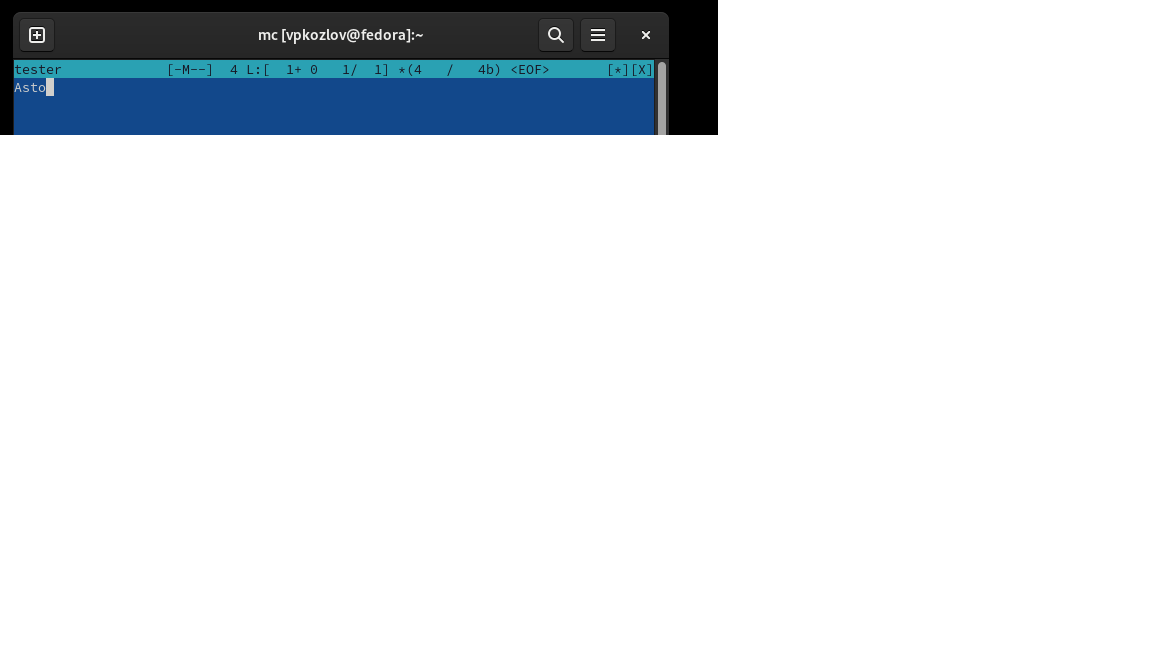 mc [vpkozlov@fedora]:~
tester [-M--] 4 L:[ 1+ 0 1/ 1] *(4 / 4b) <EOF> [*][X]
Asto